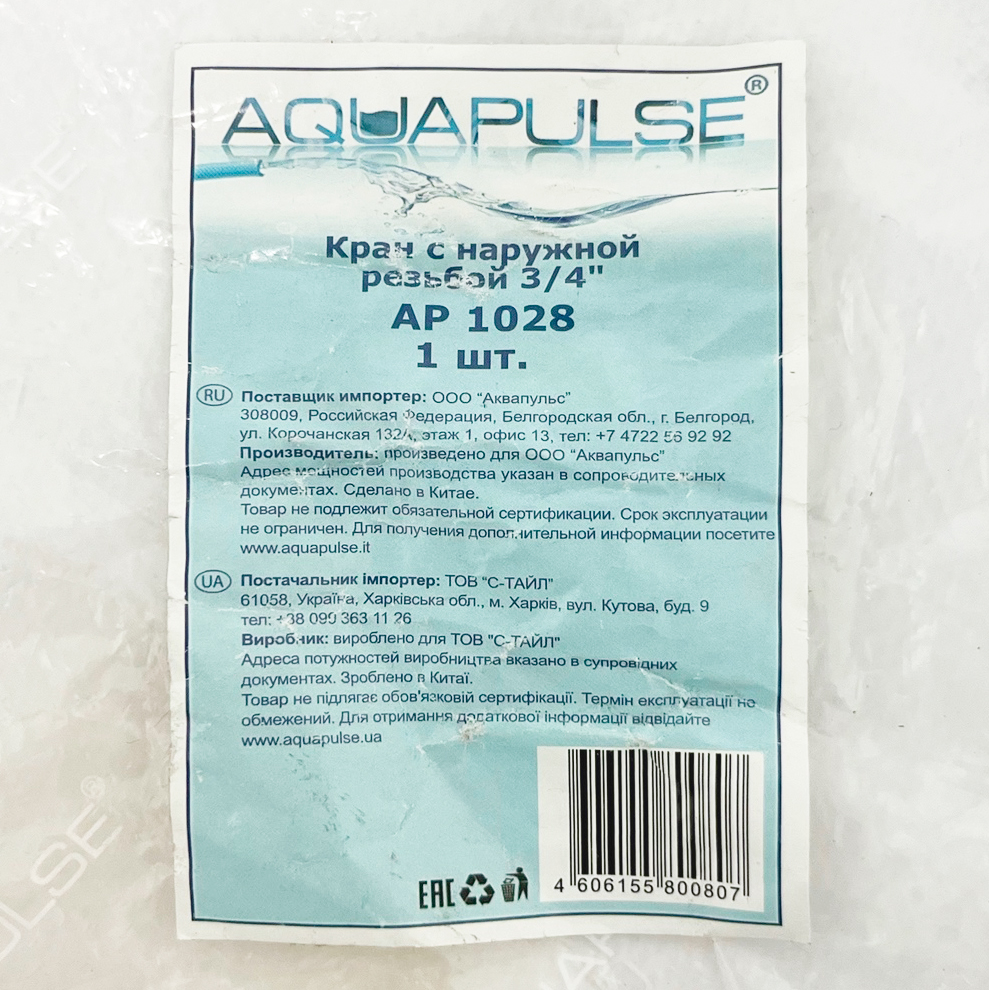 AQUAPULSE®
Кран с наружной
резьбой 3/4"
AP 1028
1 шт.
RU Поставщик импортер: ООО "Аквапульс"
308009, Российская Федерация, Белгородская обл., г. Белгород,
ул. Корочанская 132А, этаж 1, офис 13, тел: +7 4722 56 92 92
Производитель: произведено для ООО "Аквапульс"
Адрес мощностей производства указан в сопроводительных
документах. Сделано в Китае.
Товар не подлежит обязательной сертификации. Срок эксплуатации
не ограничен. Для получения дополнительной информации посетите
www.aquapulse.it
UA Постачальник імпортер: ТОВ "С-ТАЙЛ"
61058, Україна, Харківська обл., м. Харків, вул. Кутова, буд. 9
тел: +38 099 363 11 26
Виробник: вироблено для ТОВ "С-ТАЙЛ"
Адреса потужностей виробництва вказано в супровідних
документах. Зроблено в Китаї.
Товар не підлягає обов'язковій сертифікації. Термін експлуатації не
обмежений. Для отримання додаткової інформації відвідайте
www.aquapulse.ua
EAC
4 606155 800807